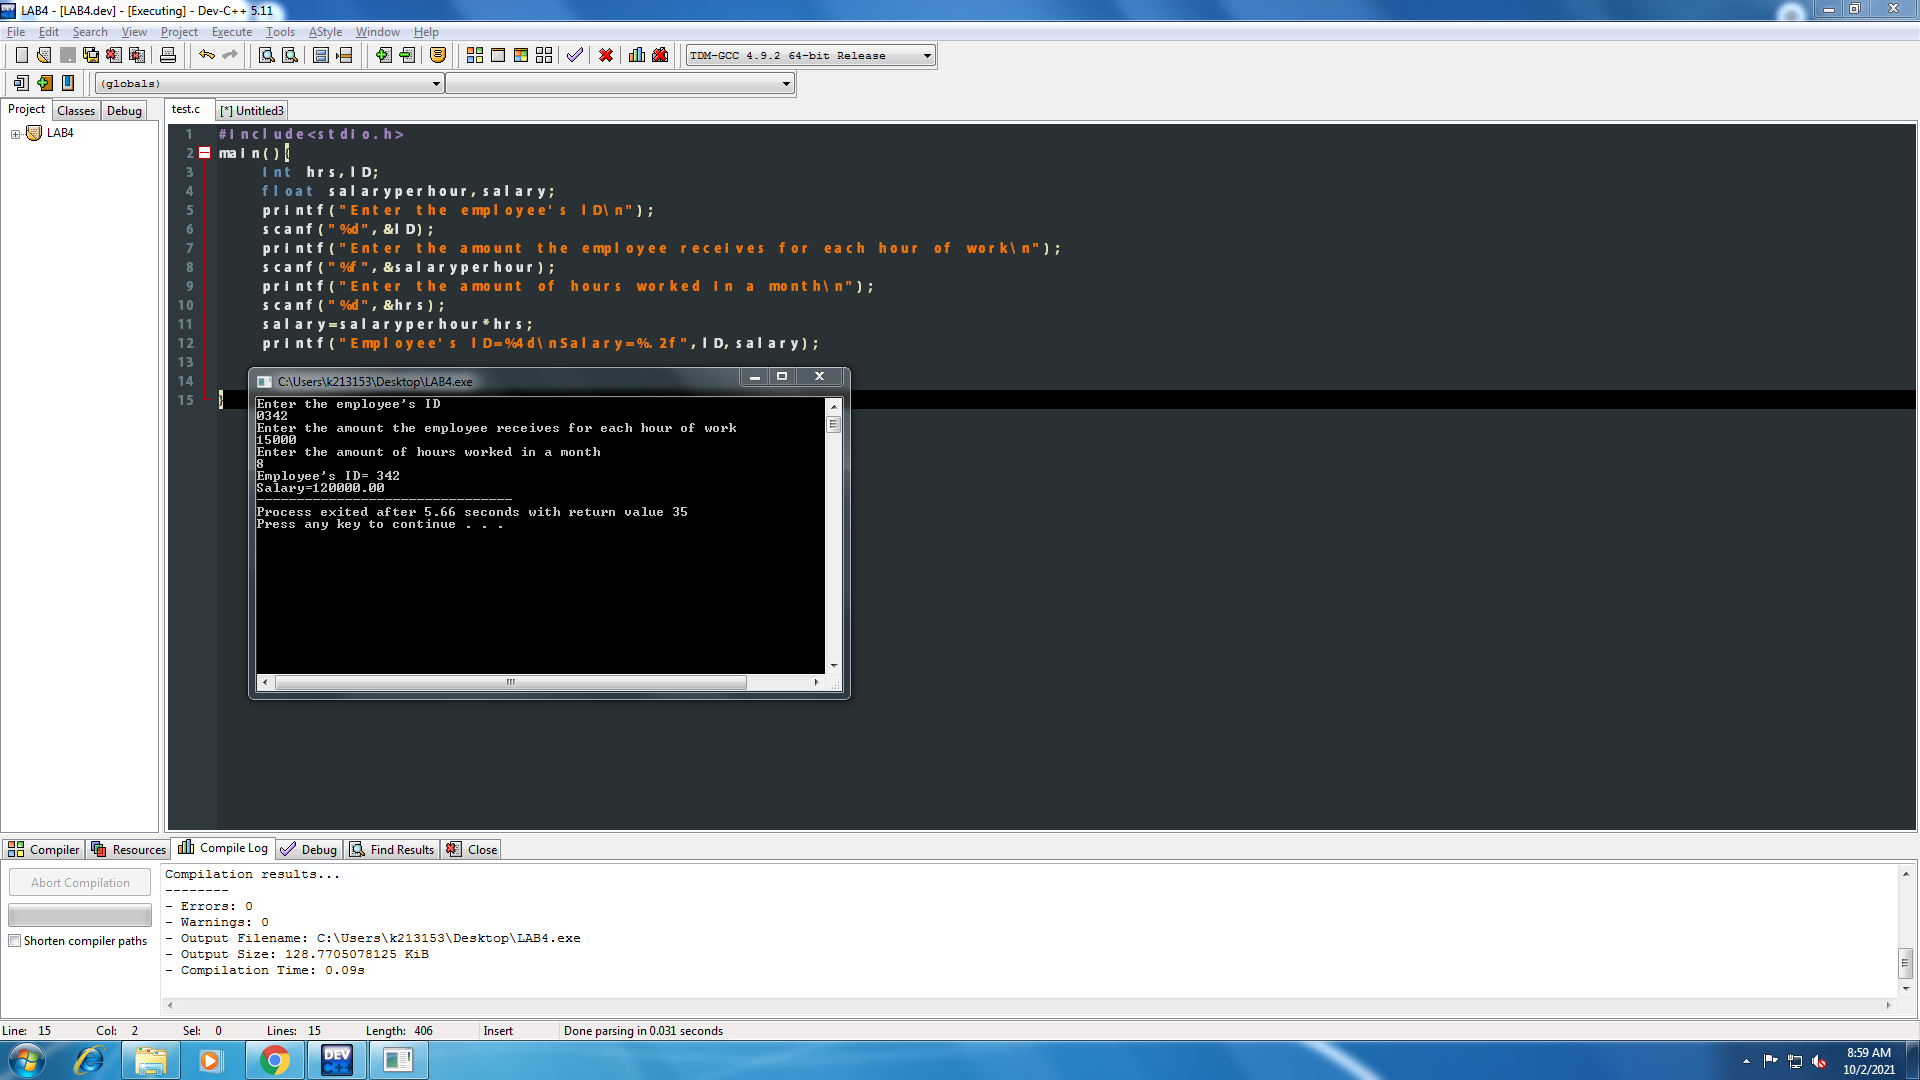 LAB4 - [LAB4.dev] - [Executing] - Dev-C++ 5.11
File Edit Search View Project Execute Tools AStyle Window Help
TDM-GCC 4.9.2 64-bit Release
(globals)
Project Classes Debug
test.c [*] Untitled3
LAB4
1 #include<stdio.h>
2 main(){
3 int hrs,ID;
4 float salaryperhour,salary;
5 printf("Enter the employee's ID\n");
6 scanf("%d",&ID);
7 printf("Enter the amount the employee receives for each hour of work\n");
8 scanf("%f",&salaryperhour);
9 printf("Enter the amount of hours worked in a month\n");
10 scanf("%d",&hrs);
11 salary=salaryperhour*hrs;
12 printf("Employee's ID=%4d\nSalary=%.2f",ID,salary);
13
14
15 }
C:\Users\k213153\Desktop\LAB4.exe
Enter the employee's ID
0342
Enter the amount the employee receives for each hour of work
15000
Enter the amount of hours worked in a month
8
Employee's ID= 342
Salary=120000.00
--------------------------------
Process exited after 5.66 seconds with return value 35
Press any key to continue . . .
Compiler Resources Compile Log Debug Find Results Close
Abort Compilation
Shorten compiler paths
Compilation results...
--------
- Errors: 0
- Warnings: 0
- Output Filename: C:\Users\k213153\Desktop\LAB4.exe
- Output Size: 128.7705078125 KiB
- Compilation Time: 0.09s
Line: 15 Col: 2 Sel: 0 Lines: 15 Length: 406 Insert Done parsing in 0.031 seconds
DEV C++
8:59 AM
10/2/2021